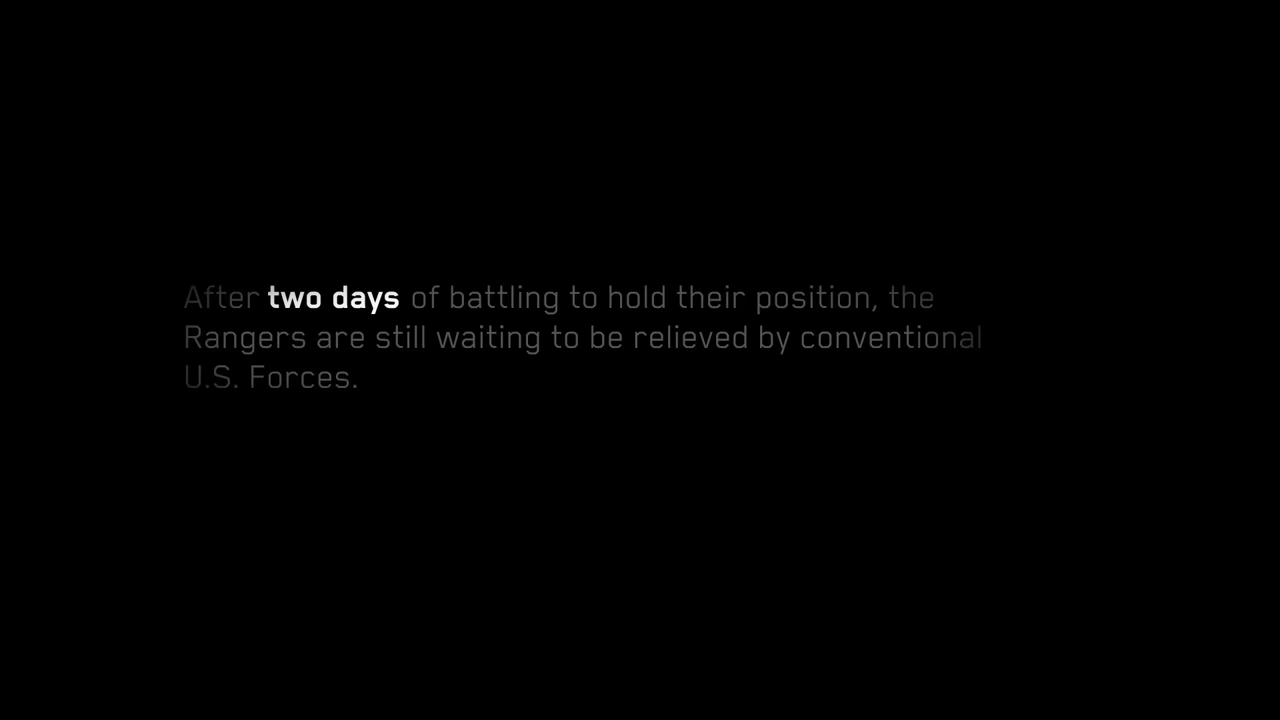 After two days of battling to hold their position, the
Rangers are still waiting to be relieved by conventional
U.S. Forces.